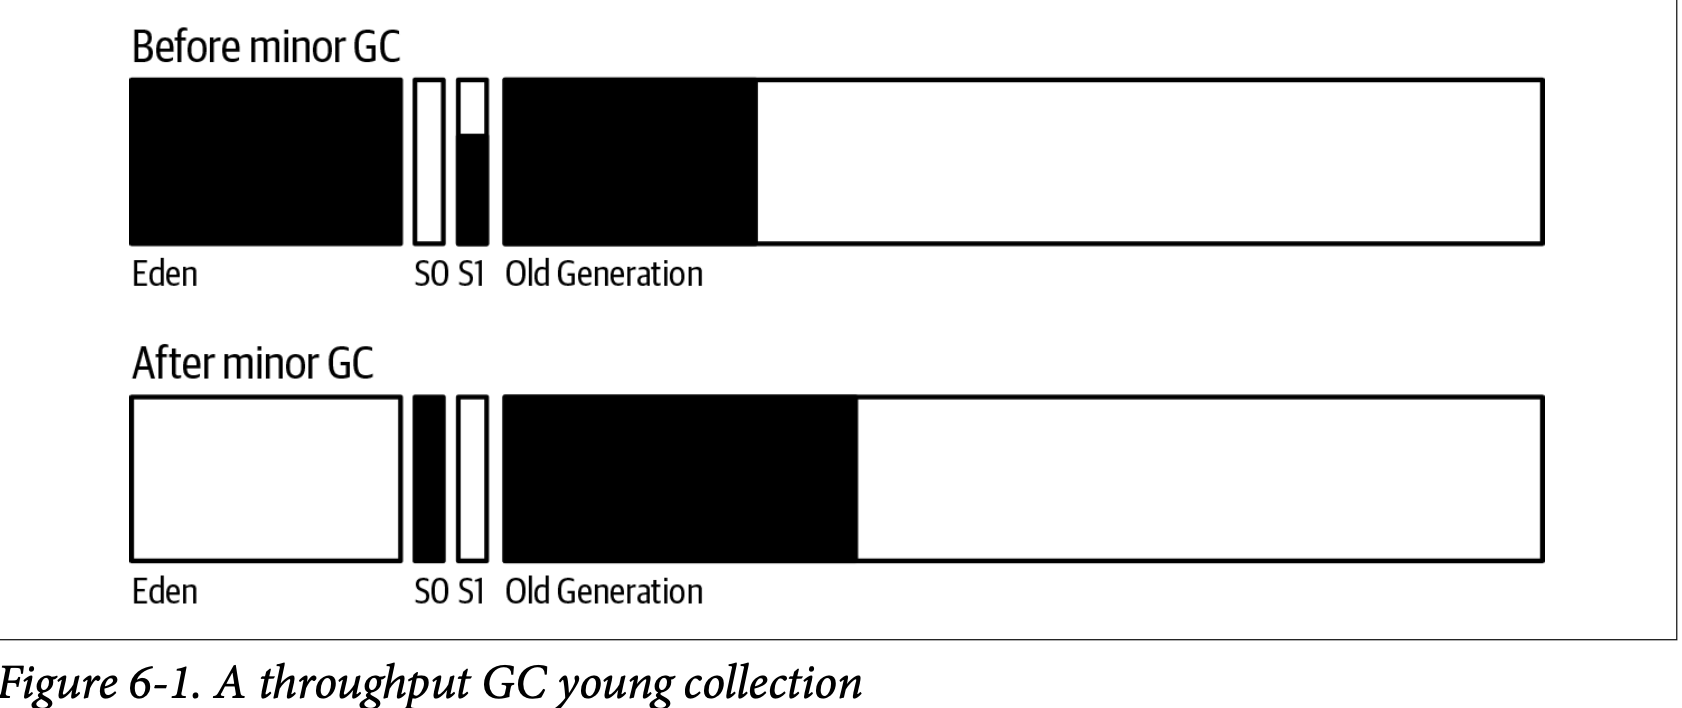 Before minor GC
Eden S0 S1 Old Generation
After minor GC
Eden S0 S1 Old Generation
Figure 6-1. A throughput GC young collection